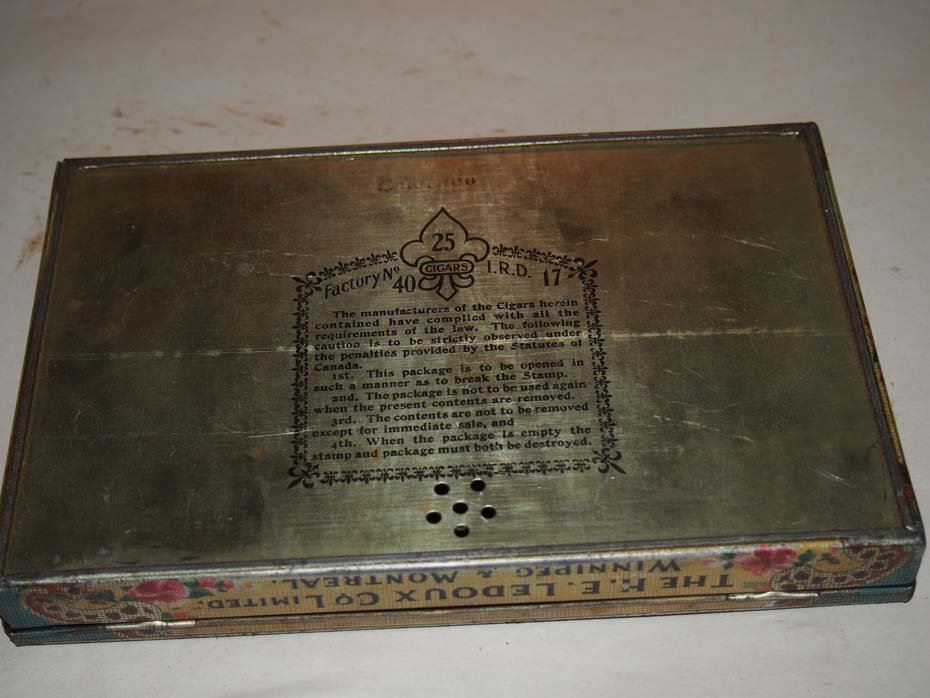 25
CIGARS
Factory Nº 40 I.R.D. 17
The manufacturers of the Cigars herein
contained have complied with all the
requirements of the law. The following
caution is to be strictly observed under
the penalties provided by the Statutes of
Canada.
1st. This package is to be opened in
such a manner as to break the Stamp.
2nd. The package is not to be used again
when the present contents are removed.
3rd. The contents are not to be removed
except for immediate sale, and
4th. When the package is empty the
stamp and package must both be destroyed.
THE H.E. LEDOUX CO LIMITED.
WINNIPEG & MONTREAL.